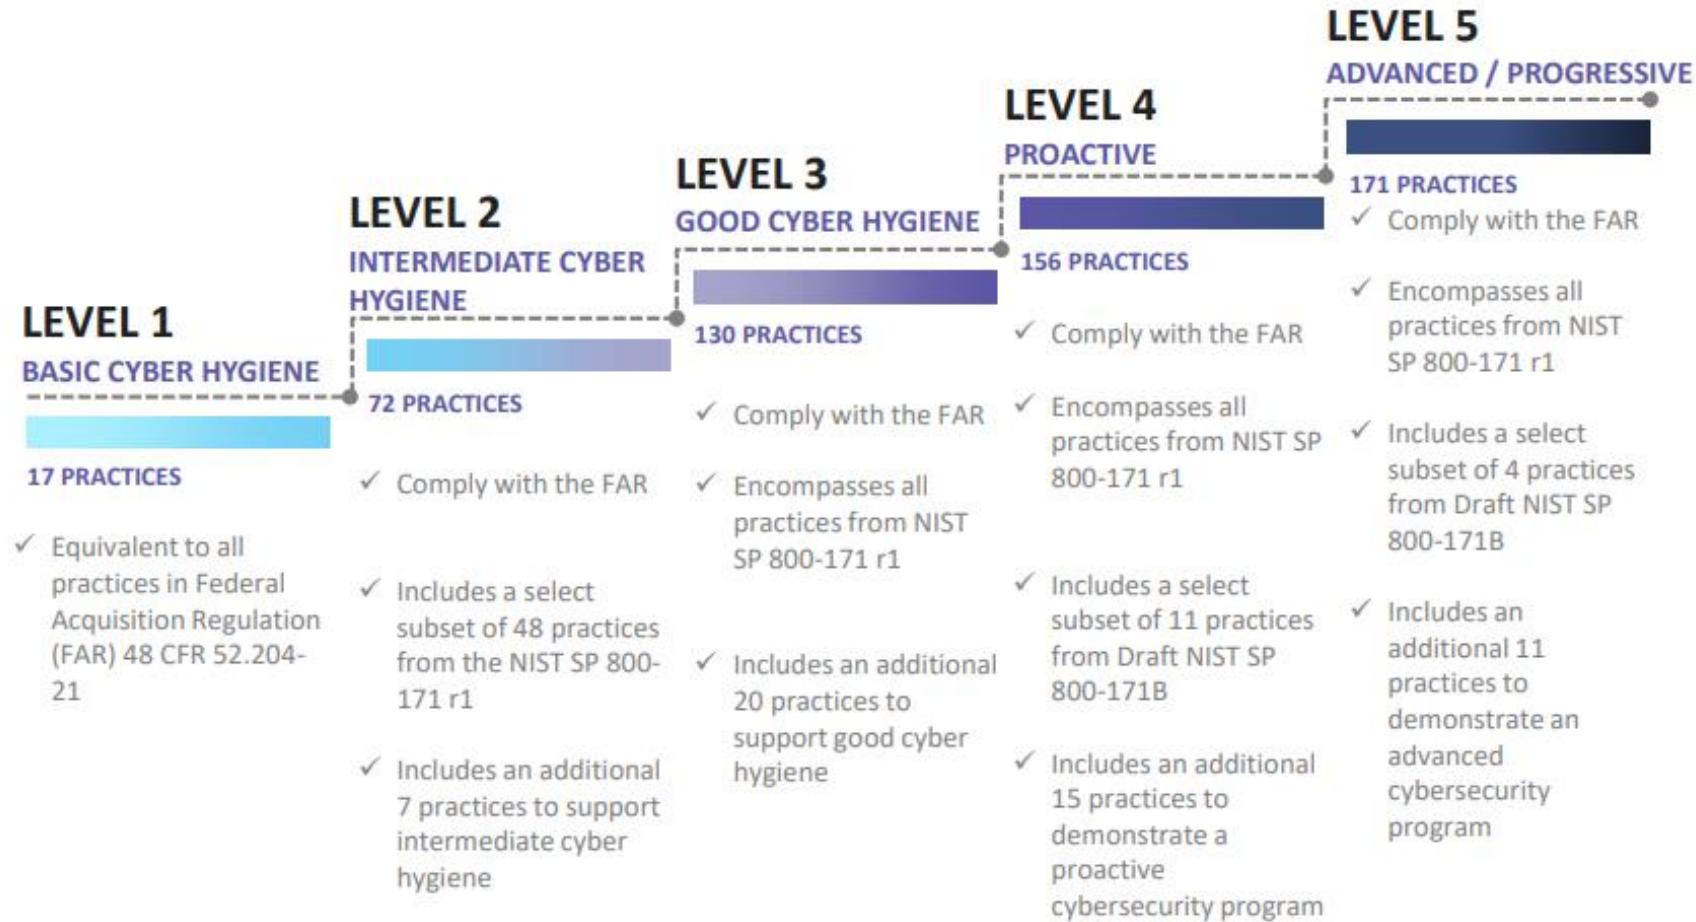 LEVEL 1
BASIC CYBER HYGIENE
17 PRACTICES
✓ Equivalent to all
practices in Federal
Acquisition Regulation
(FAR) 48 CFR 52.204-
21
LEVEL 2
INTERMEDIATE CYBER
HYGIENE
72 PRACTICES
✓ Comply with the FAR
✓ Includes a select
subset of 48 practices
from the NIST SP 800-
171 r1
✓ Includes an additional
7 practices to support
intermediate cyber
hygiene
LEVEL 3
GOOD CYBER HYGIENE
130 PRACTICES
✓ Comply with the FAR
✓ Encompasses all
practices from NIST
SP 800-171 r1
✓ Includes an additional
20 practices to
support good cyber
hygiene
LEVEL 4
PROACTIVE
156 PRACTICES
✓ Comply with the FAR
✓ Encompasses all
practices from NIST SP
800-171 r1
✓ Includes a select
subset of 11 practices
from Draft NIST SP
800-171B
✓ Includes an additional
15 practices to
demonstrate a
proactive
cybersecurity program
LEVEL 5
ADVANCED / PROGRESSIVE
171 PRACTICES
✓ Comply with the FAR
✓ Encompasses all
practices from NIST
SP 800-171 r1
✓ Includes a select
subset of 4 practices
from Draft NIST SP
800-171B
✓ Includes an
additional 11
practices to
demonstrate an
advanced
cybersecurity
program